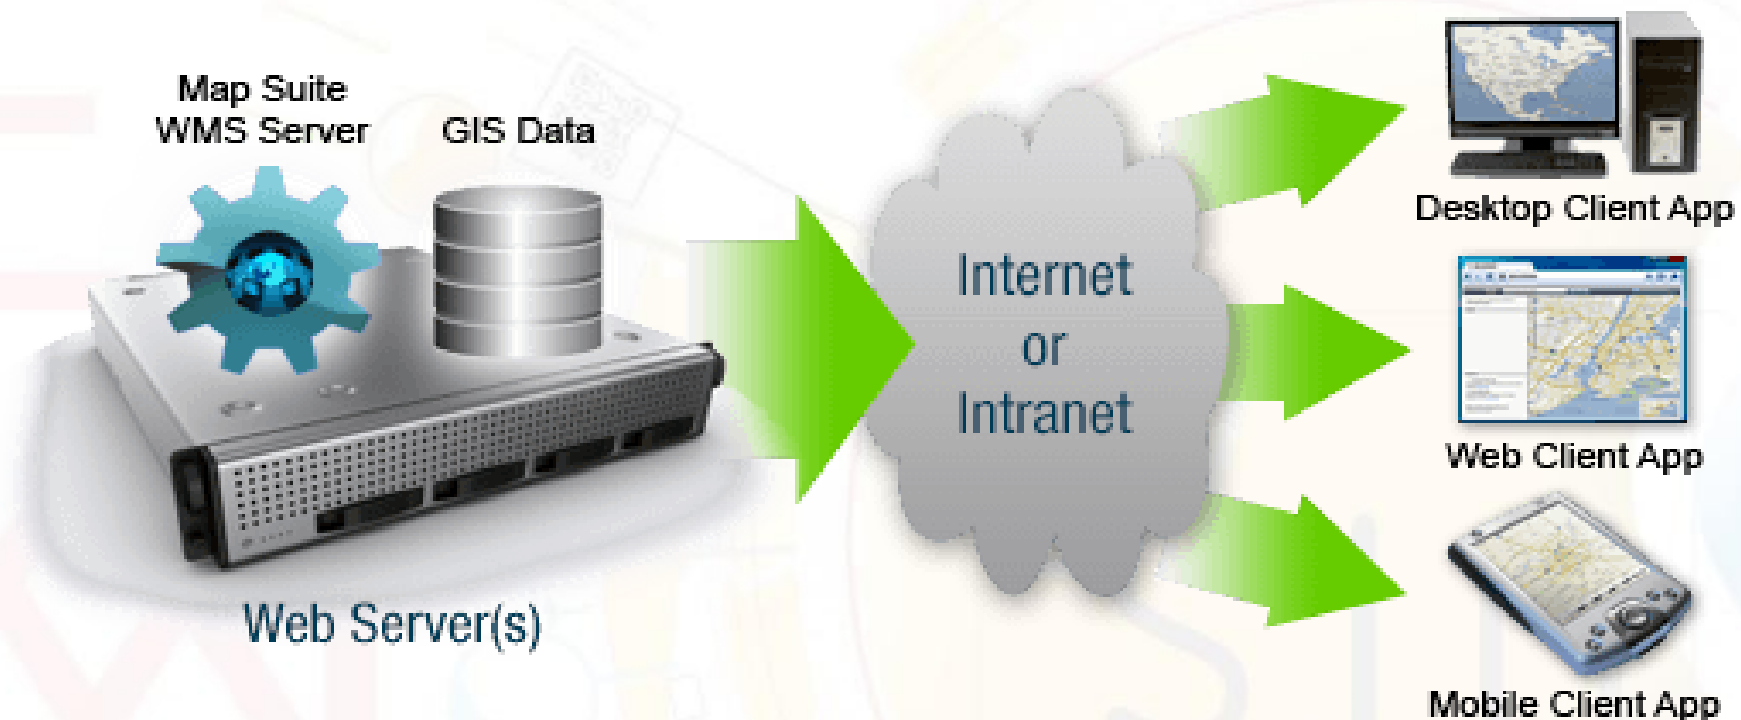 Map Suite
WMS Server
GIS Data
Web Server(s)
Internet
or
Intranet
Desktop Client App
Web Client App
Mobile Client App